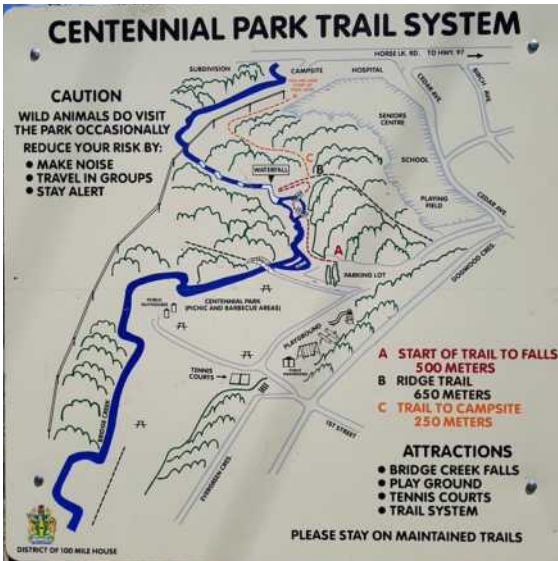 CENTENNIAL PARK TRAIL SYSTEM
HORSE LK. RD. TO HWY. 97
SUBDIVISION
CAMPSITE
HOSPITAL
CEDAR AVE.
BIRCH AVE.
CAUTION
WILD ANIMALS DO VISIT
THE PARK OCCASIONALLY
REDUCE YOUR RISK BY:
● MAKE NOISE
● TRAVEL IN GROUPS
● STAY ALERT
SENIORS
CENTRE
SCHOOL
PLAYING
FIELD
CEDAR AVE.
DOGWOOD CRES.
C
B
WATERFALL
A
PARKING LOT
CENTENNIAL PARK
(PICNIC AND BARBECUE AREAS)
PUBLIC
PLAYGROUND
PUBLIC
TENNIS
COURTS
BRIDGE CREEK
EVERGREEN CRES.
1ST STREET
A START OF TRAIL TO FALLS
500 METERS
B RIDGE TRAIL
650 METERS
C TRAIL TO CAMPSITE
250 METERS
ATTRACTIONS
● BRIDGE CREEK FALLS
● PLAY GROUND
● TENNIS COURTS
● TRAIL SYSTEM
PLEASE STAY ON MAINTAINED TRAILS
DISTRICT OF 100 MILE HOUSE